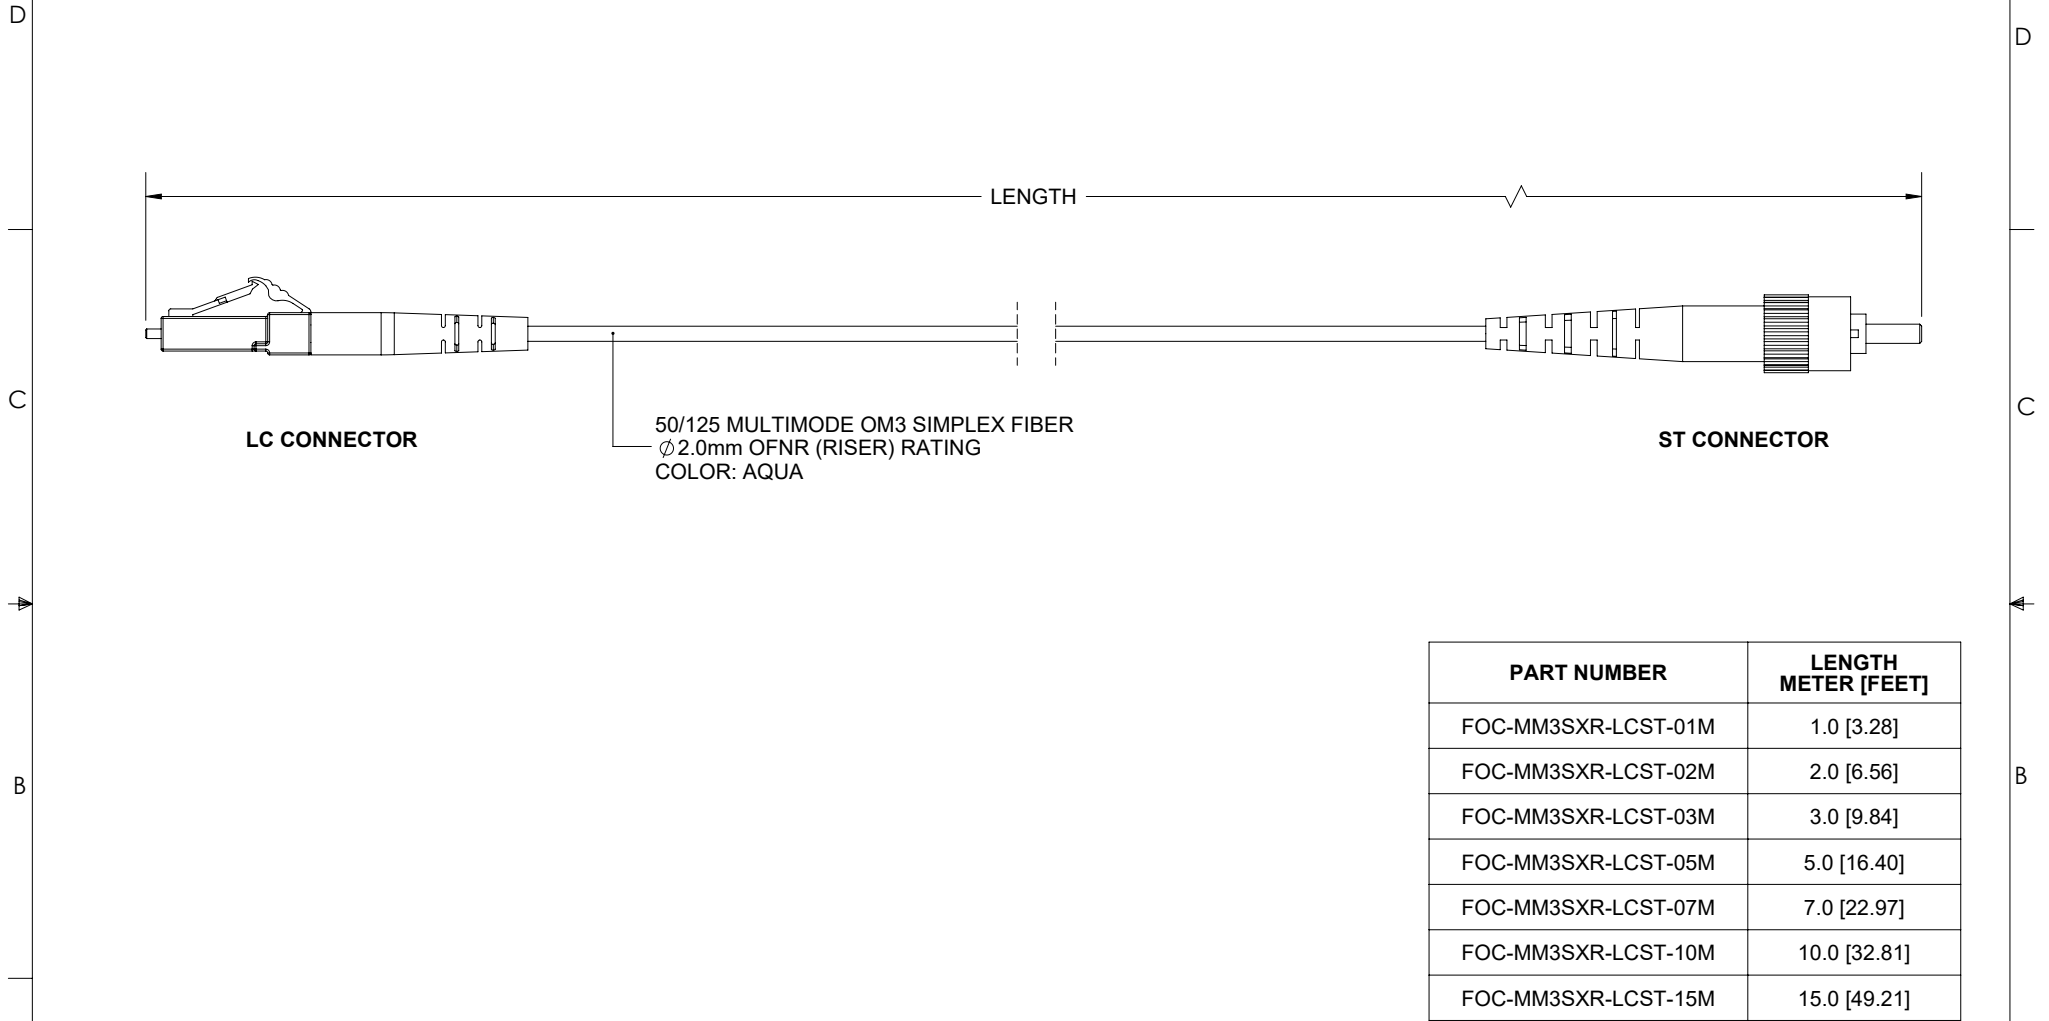 D
D
LENGTH
C
C
LC CONNECTOR
50/125 MULTIMODE OM3 SIMPLEX FIBER
∅2.0mm OFNR (RISER) RATING
COLOR: AQUA
ST CONNECTOR
PART NUMBER
LENGTH
METER [FEET]
FOC-MM3SXR-LCST-01M 1.0 [3.28]
FOC-MM3SXR-LCST-02M 2.0 [6.56]
B
B
FOC-MM3SXR-LCST-03M 3.0 [9.84]
FOC-MM3SXR-LCST-05M 5.0 [16.40]
FOC-MM3SXR-LCST-07M 7.0 [22.97]
FOC-MM3SXR-LCST-10M 10.0 [32.81]
FOC-MM3SXR-LCST-15M 15.0 [49.21]